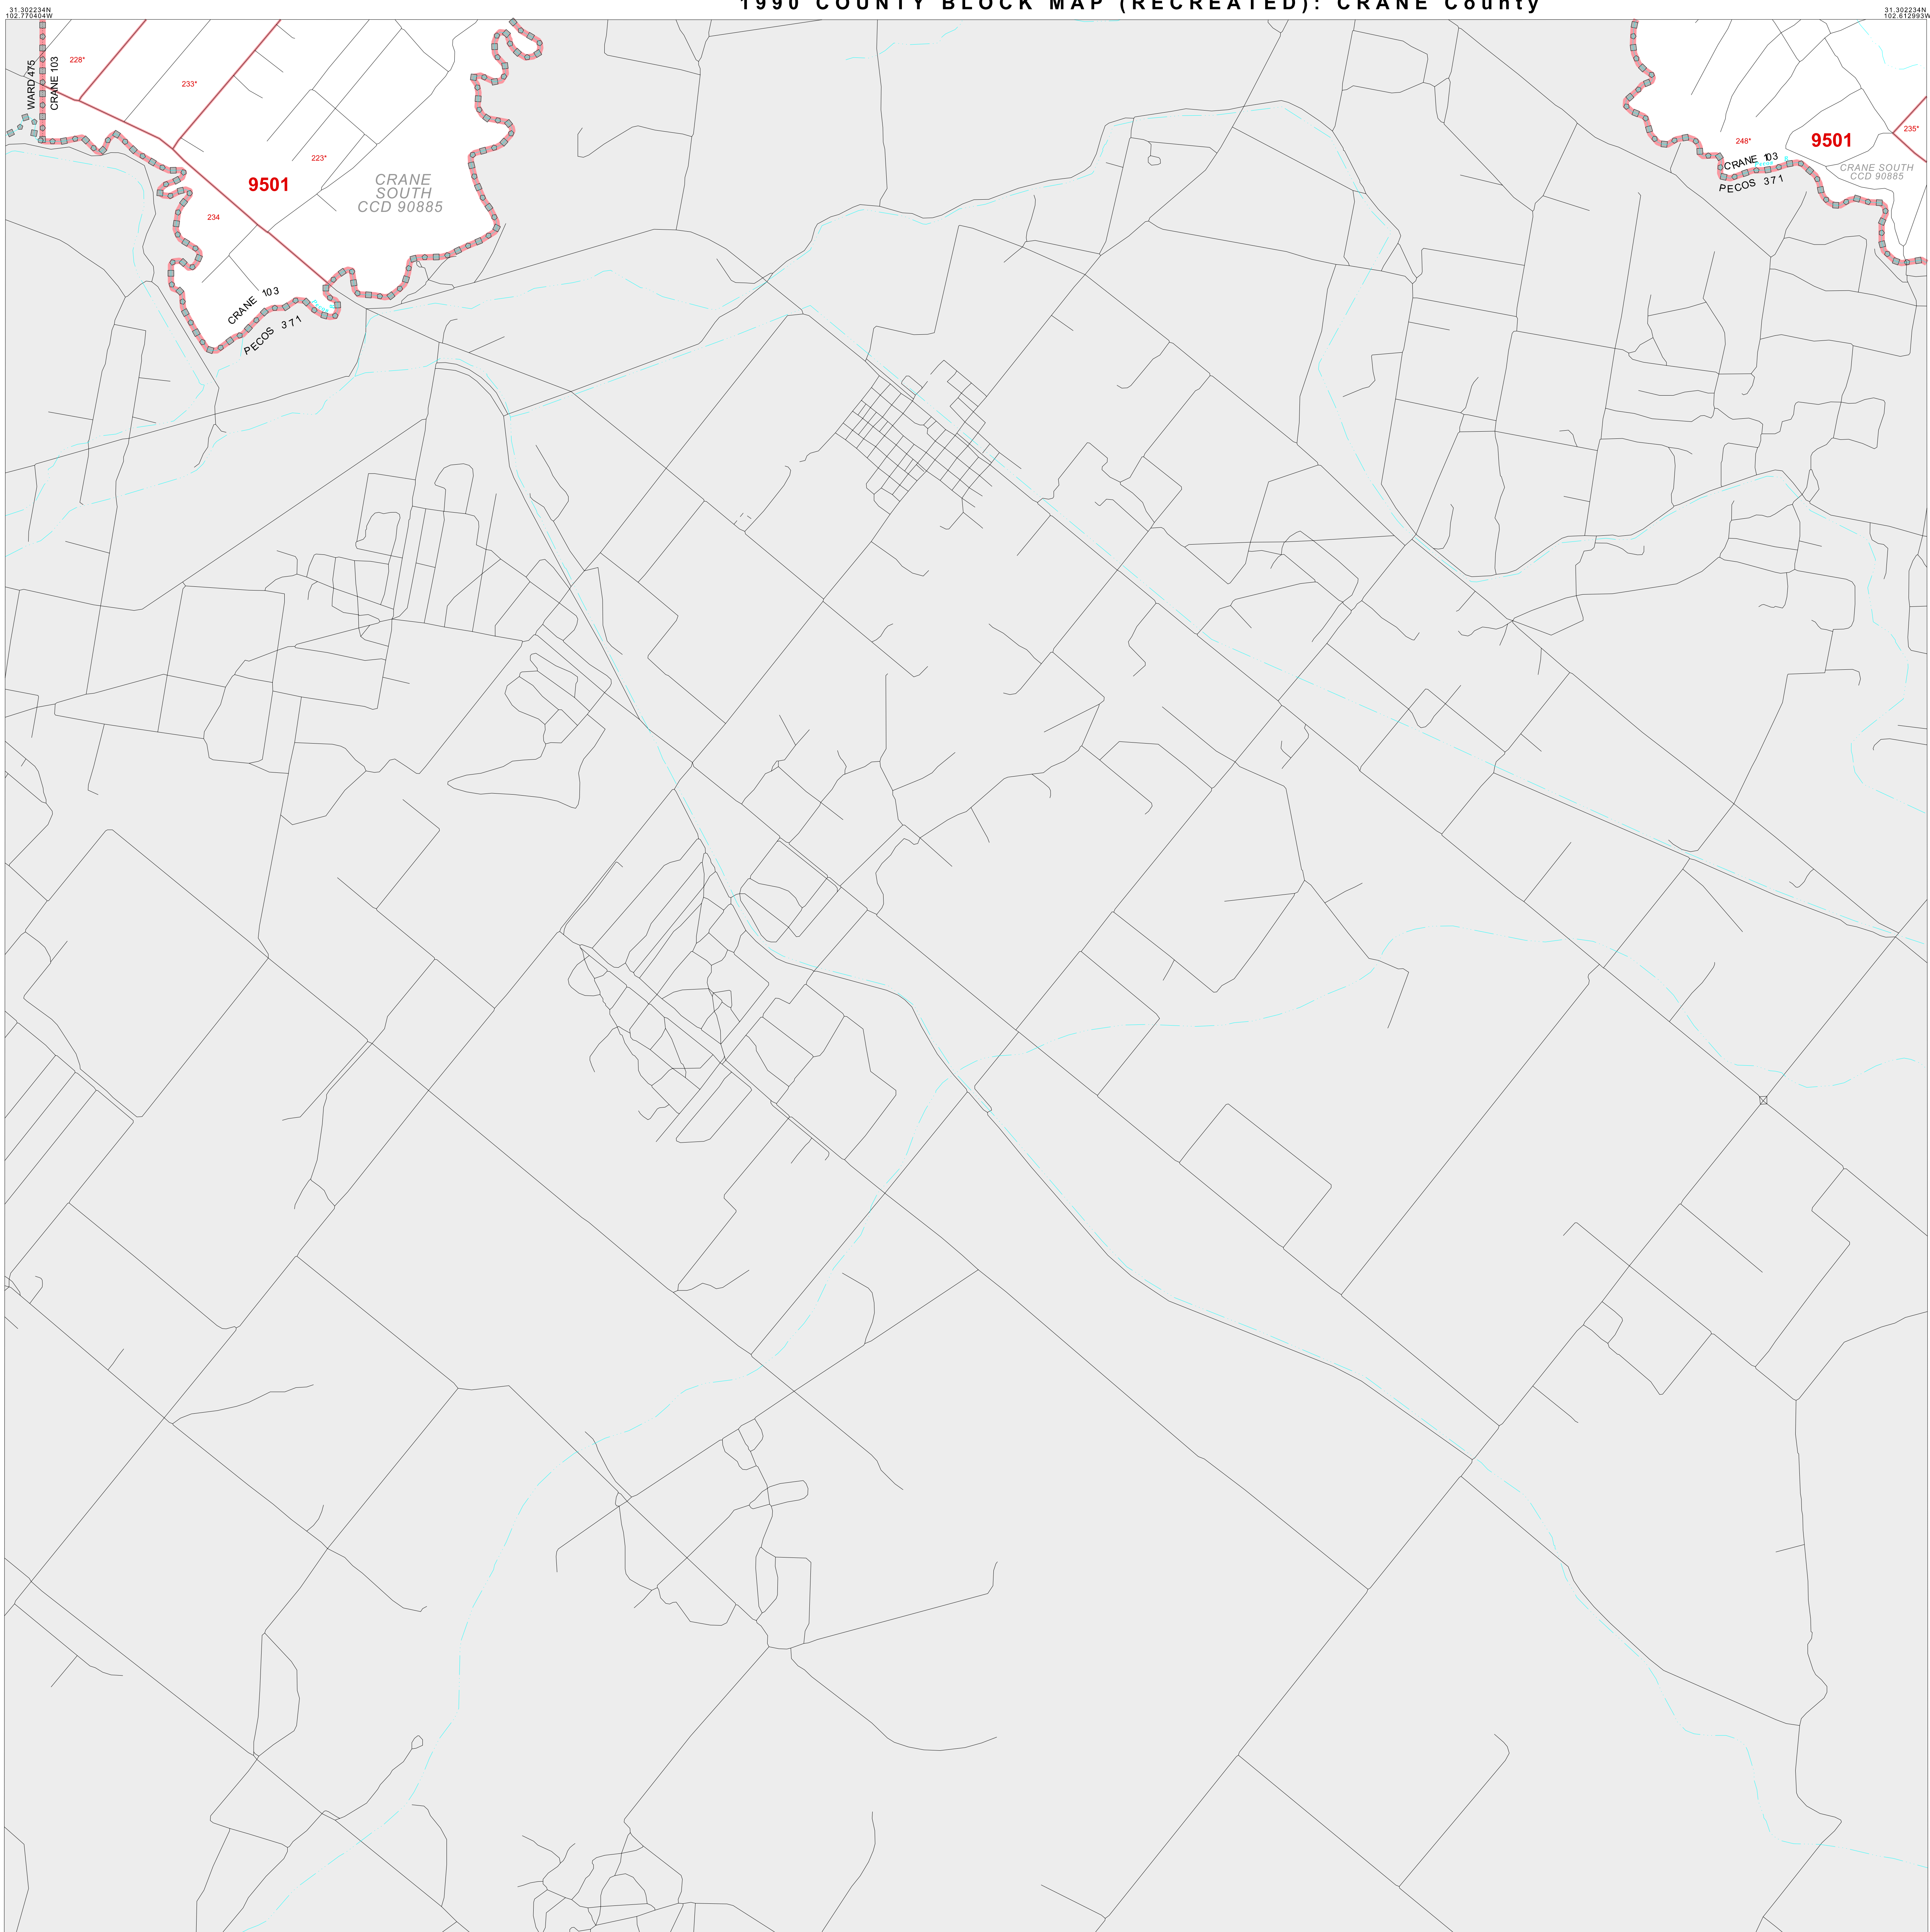 1990 COUNTY BLOCK MAP (RECREATED): CRANE County
31.302234N
102.770404W
31.302234N
102.612993W
WARD 475
CRANE 103
228*
233*
223*
9501
CRANE
SOUTH
CCD 90885
234
CRANE 103
PECOS 371
248*
9501
235*
CRANE 103
PECOS 371
CRANE SOUTH
CCD 90885